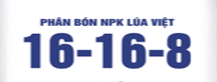 PHÂN BÓN NPK LÚA VIỆT
16-16-8